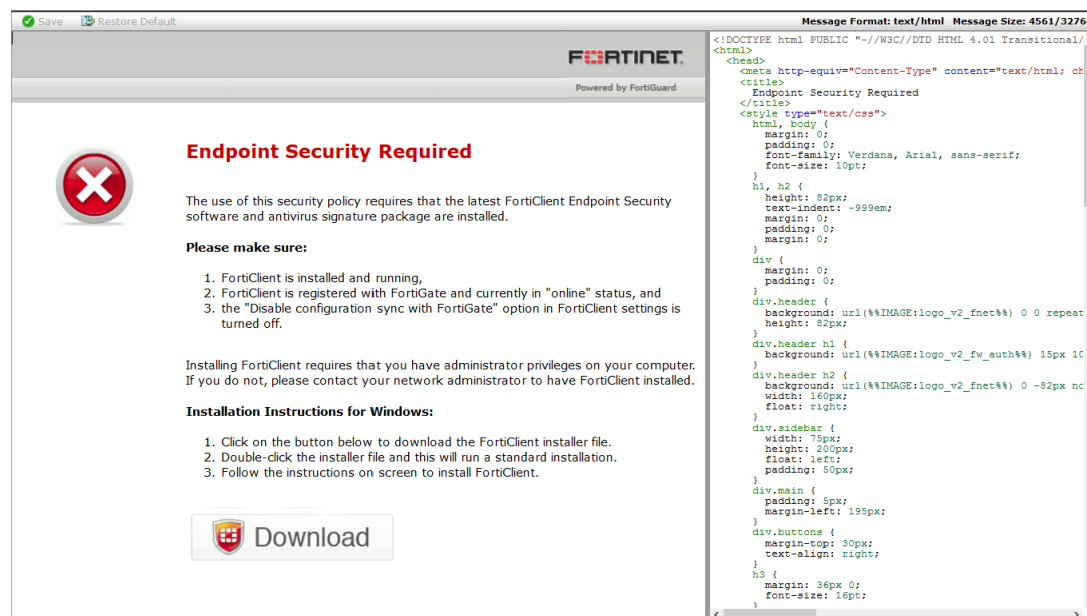 Save Restore Default Message Format: text/html Message Size: 4561/3276
FORTINET
Powered by FortiGuard
Endpoint Security Required
The use of this security policy requires that the latest FortiClient Endpoint Security
software and antivirus signature package are installed.
Please make sure:
1. FortiClient is installed and running,
2. FortiClient is registered with FortiGate and currently in "online" status, and
3. the "Disable configuration sync with FortiGate" option in FortiClient settings is
turned off.
Installing FortiClient requires that you have administrator privileges on your computer.
If you do not, please contact your network administrator to have FortiClient installed.
Installation Instructions for Windows:
1. Click on the button below to download the FortiClient installer file.
2. Double-click the installer file and this will run a standard installation.
3. Follow the instructions on screen to install FortiClient.
Download
<!DOCTYPE html PUBLIC "-//W3C//DTD HTML 4.01 Transitional/
<html>
<head>
<meta http-equiv="Content-Type" content="text/html; ch
<title>
Endpoint Security Required
</title>
<style type="text/css">
html, body {
margin: 0;
padding: 0;
font-family: Verdana, Arial, sans-serif;
font-size: 10pt;
}
h1, h2 {
height: 82px;
text-indent: -999em;
margin: 0;
padding: 0;
margin: 0;
}
div {
margin: 0;
padding: 0;
}
div.header {
background: url(%%IMAGE:logo_v2_fnet%%) 0 0 repeat
height: 82px;
}
div.header h1 {
background: url(%%IMAGE:logo_v2_fw_auth%%) 15px 10
}
div.header h2 {
background: url(%%IMAGE:logo_v2_fnet%%) 0 -82px no
width: 160px;
float: right;
}
div.sidebar {
width: 75px;
height: 200px;
float: left;
padding: 50px;
}
div.main {
padding: 5px;
margin-left: 195px;
}
div.buttons {
margin-top: 30px;
text-align: right;
}
h3 {
margin: 36px 0;
font-size: 16pt;
}